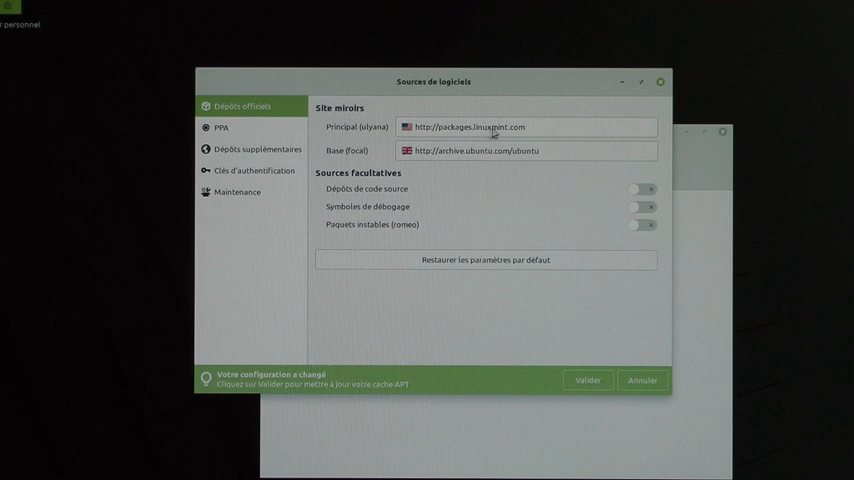 r personnel
Sources de logiciels
Dépôts officiels
PPA
Dépôts supplémentaires
Clés d'authentification
Maintenance
Site miroirs
Principal (ulyana)
http://packages.linuxmint.com
Base (focal)
http://archive.ubuntu.com/ubuntu
Sources facultatives
Dépôts de code source
Symboles de débogage
Paquets instables (romeo)
Restaurer les paramètres par défaut
Votre configuration a changé
Cliquez sur Valider pour mettre à jour votre cache APT
Valider
Annuler